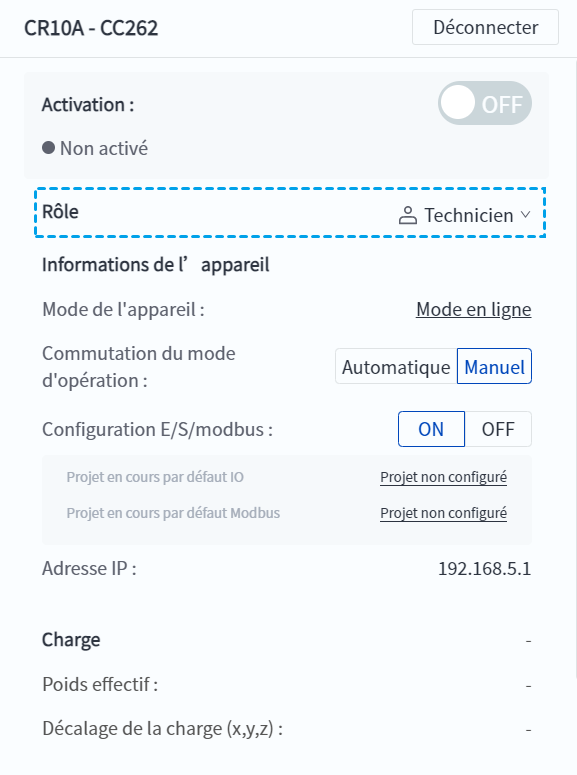 CR10A - CC262
Déconnecter
Activation :
OFF
Non activé
Rôle
Technicien
Informations de l’appareil
Mode de l'appareil :
Mode en ligne
Commutation du mode
d'opération :
Automatique
Manuel
Configuration E/S/modbus :
ON
OFF
Projet en cours par défaut IO
Projet non configuré
Projet en cours par défaut Modbus
Projet non configuré
Adresse IP :
192.168.5.1
Charge
-
Poids effectif :
-
Décalage de la charge (x,y,z) :
-